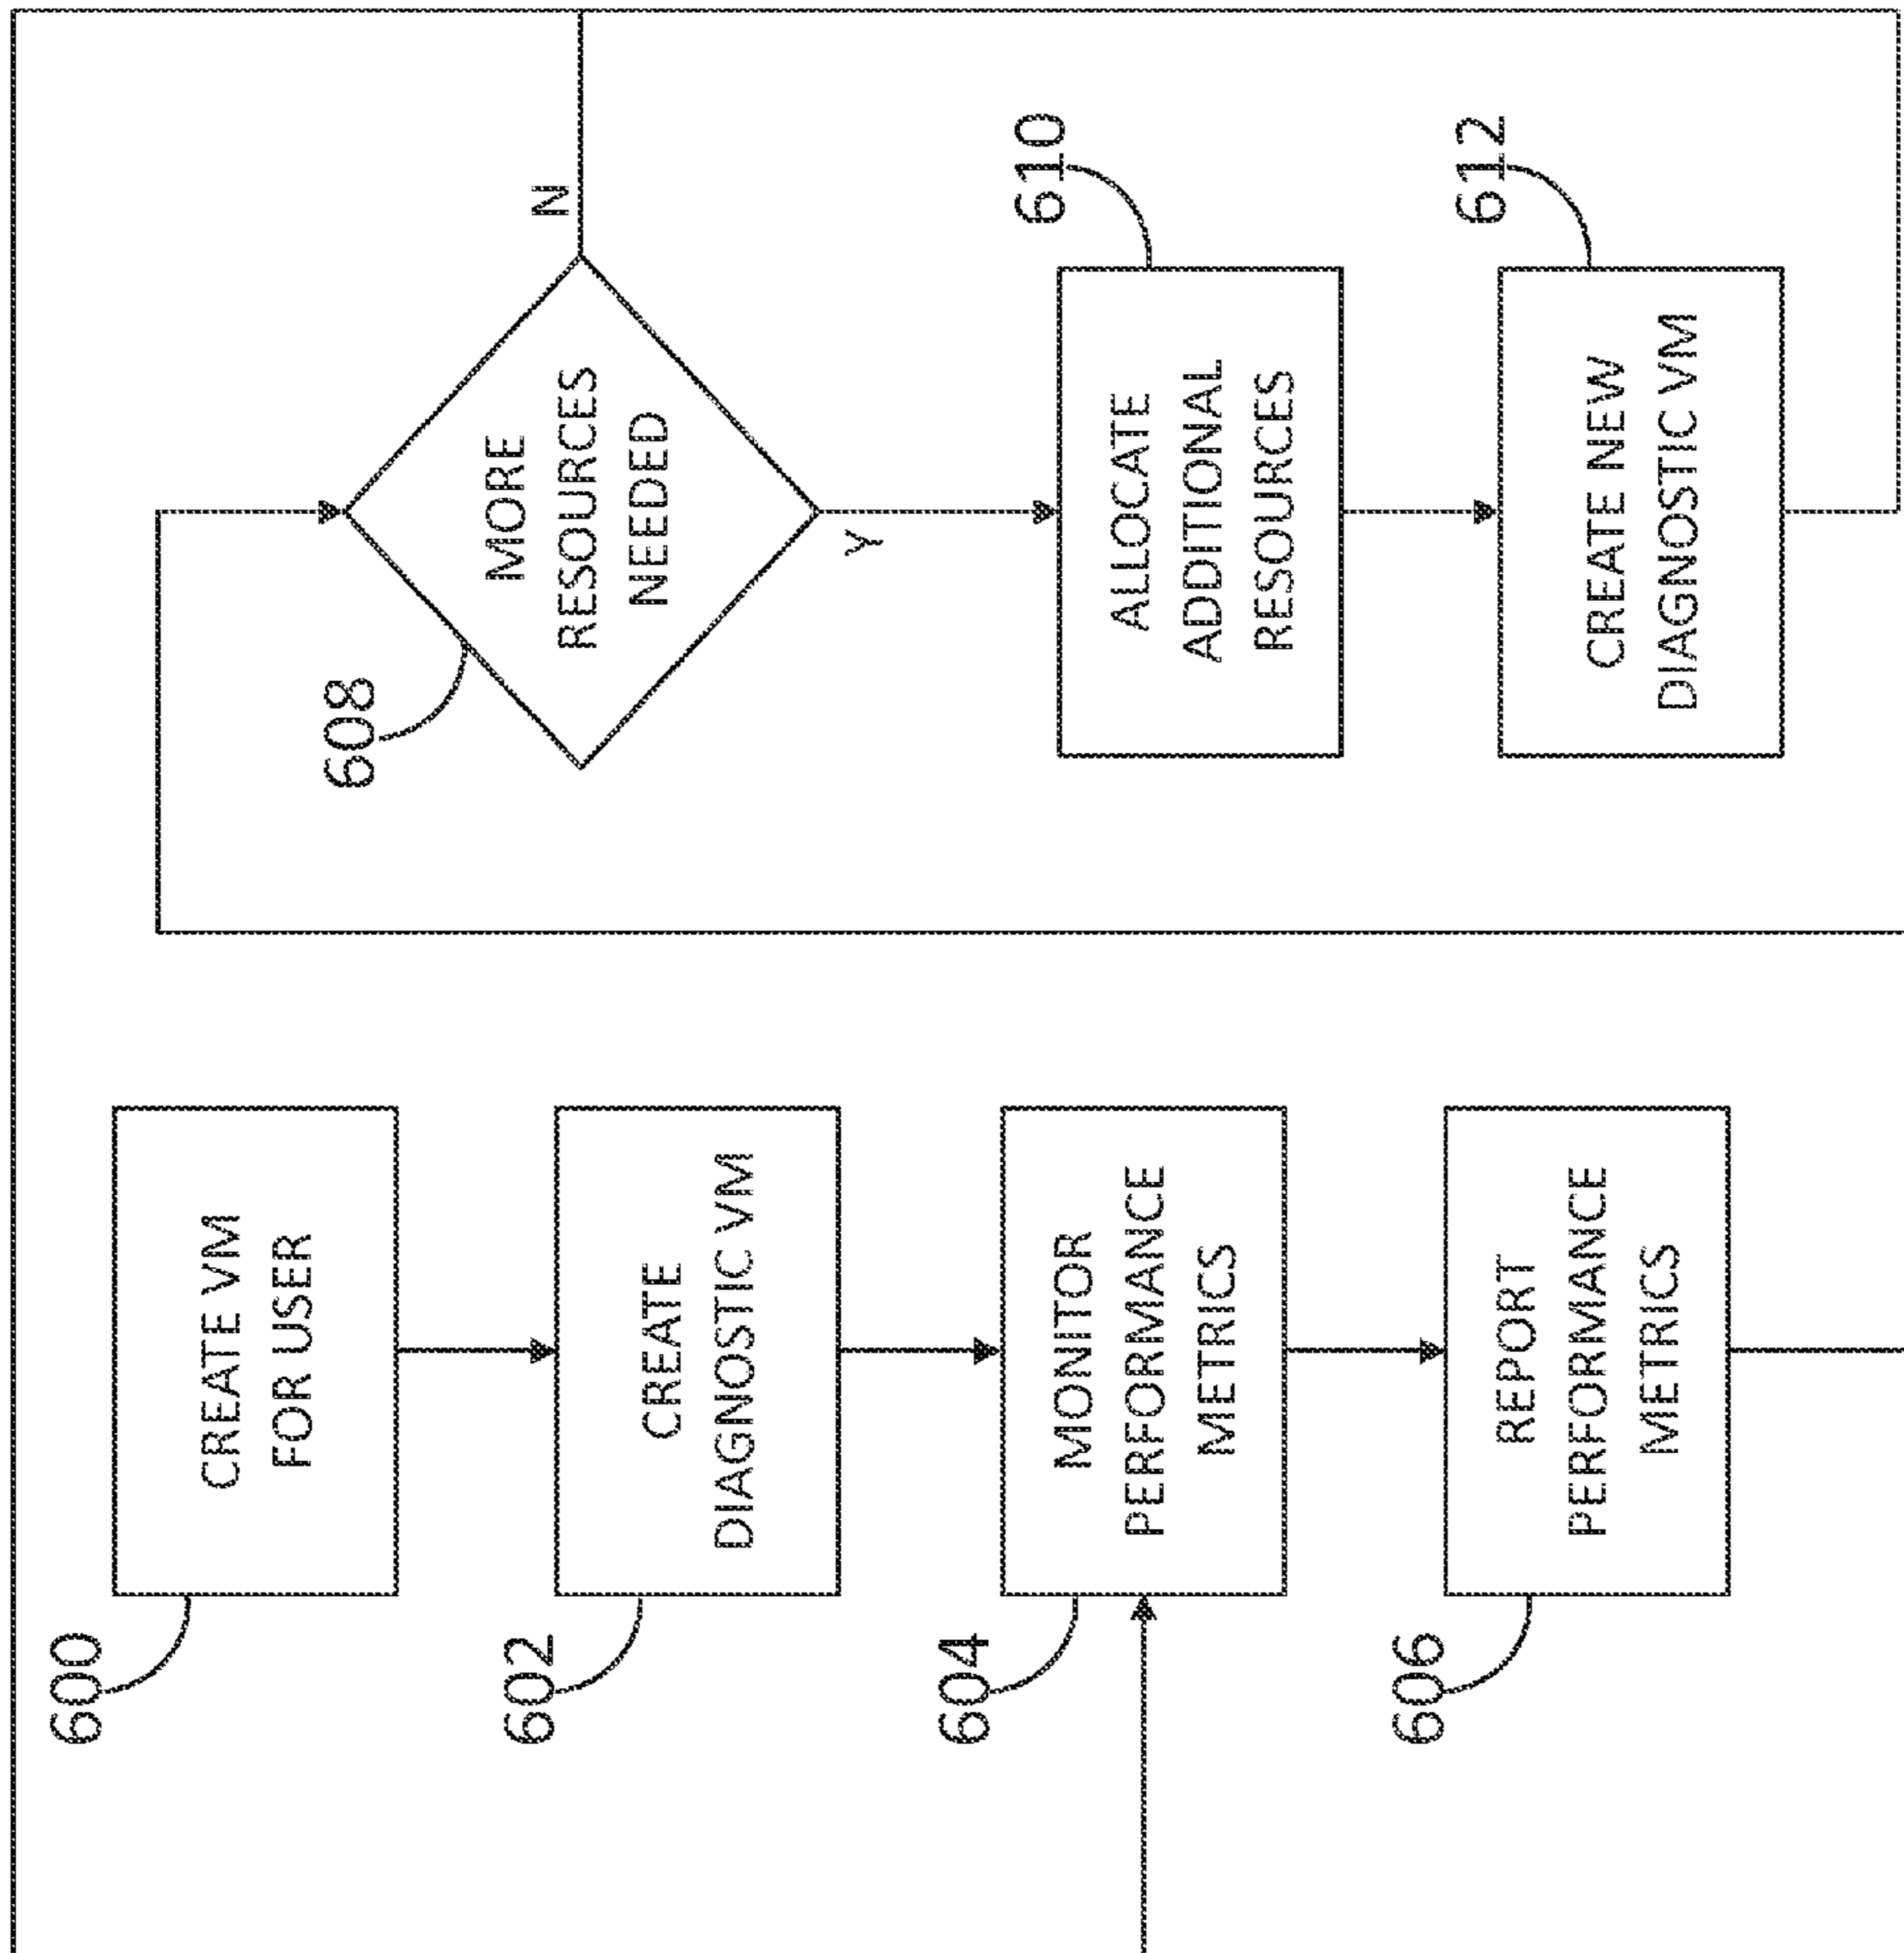 600
CREATE VM
FOR USER
602
CREATE
DIAGNOSTIC VM
604
MONITOR
PERFORMANCE
METRICS
606
REPORT
PERFORMANCE
METRICS
608
MORE
RESOURCES
NEEDED
N
Y
610
ALLOCATE
ADDITIONAL
RESOURCES
612
CREATE NEW
DIAGNOSTIC VM